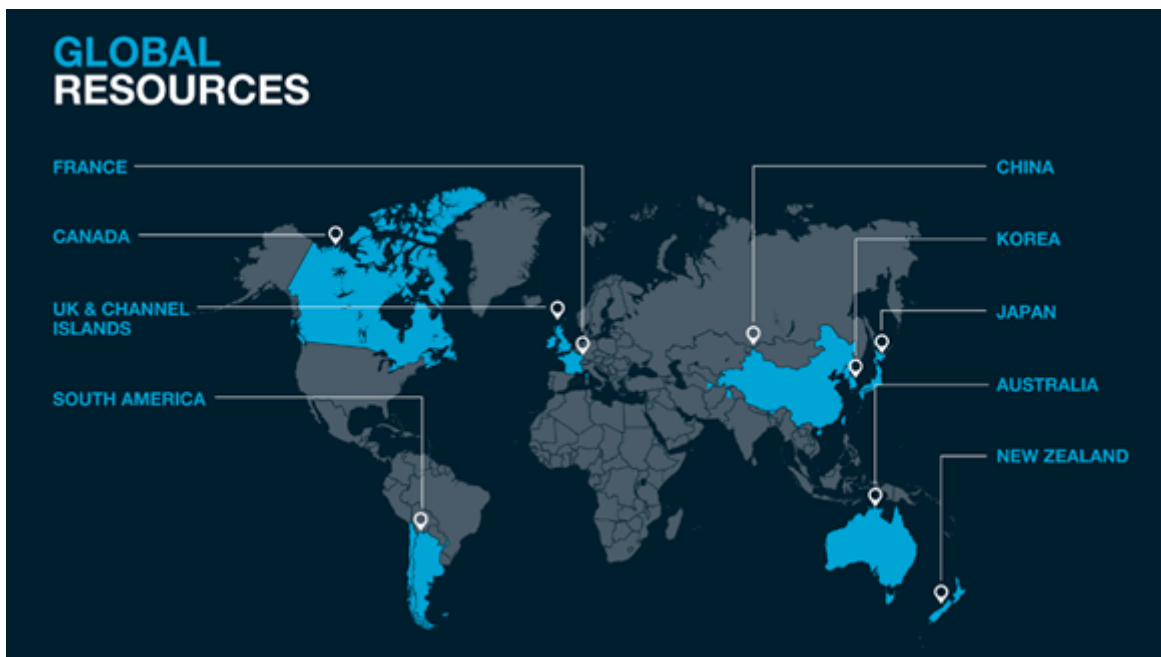 GLOBAL
RESOURCES
FRANCE
CANADA
UK & CHANNEL
ISLANDS
SOUTH AMERICA
CHINA
KOREA
JAPAN
AUSTRALIA
NEW ZEALAND